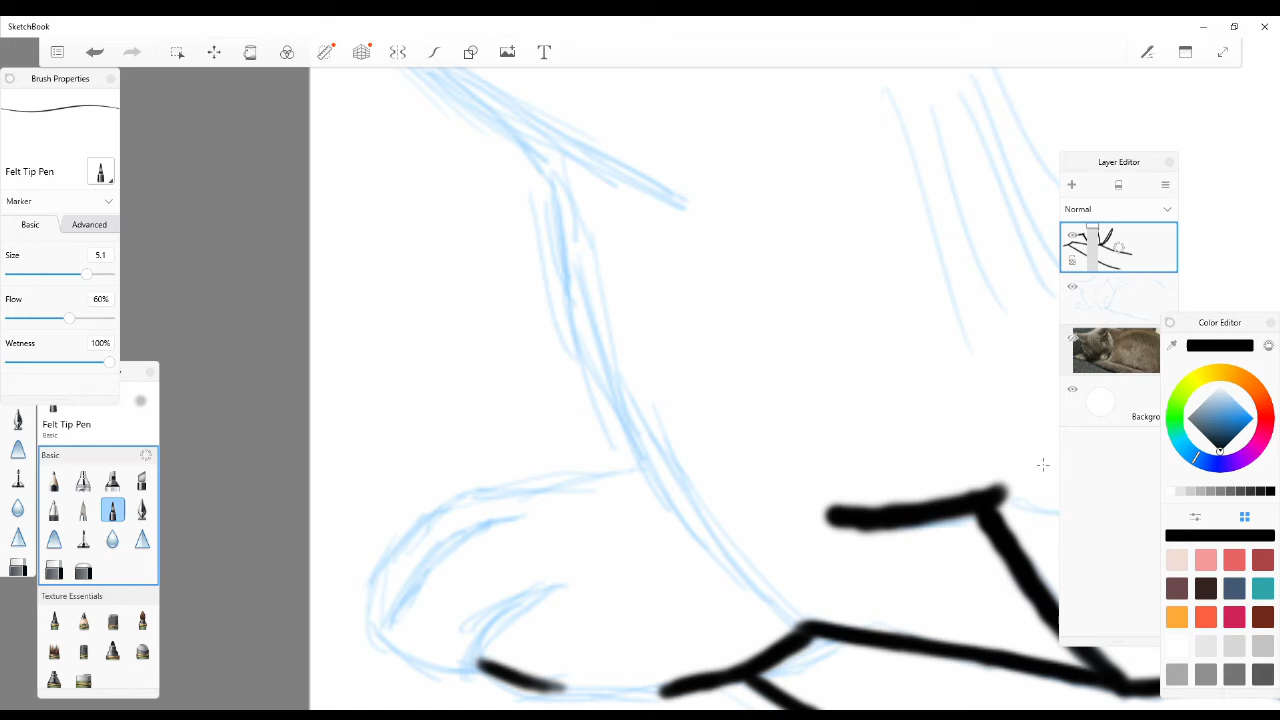 SketchBook
Brush Properties
Felt Tip Pen
Marker
Basic
Advanced
Size
5.1
Flow
60%
Wetness
100%
Felt Tip Pen
Basic
Basic
Texture Essentials
Layer Editor
Normal
Backgro
Color Editor